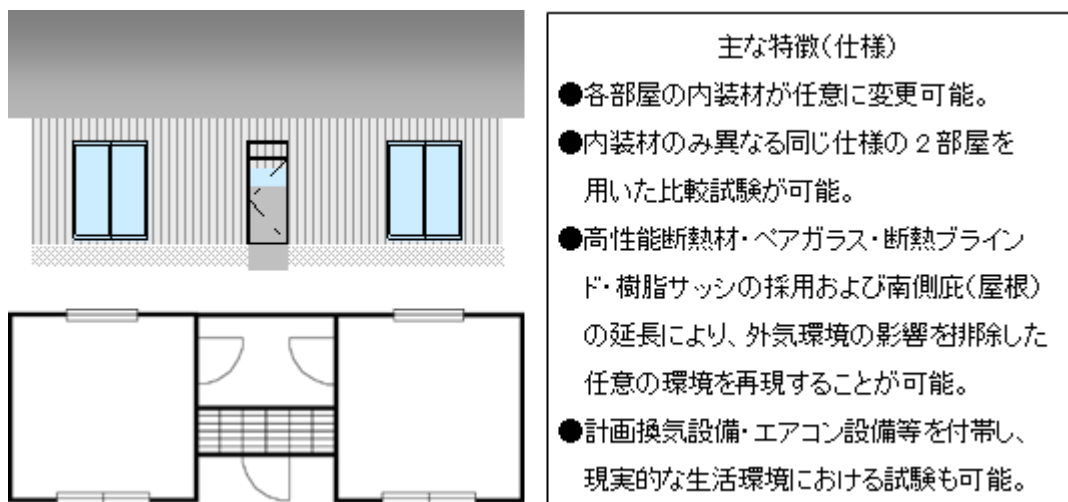 主な特徴(仕様)
●各部屋の内装材が任意に変更可能。
●内装材のみ異なる同じ仕様の2部屋を
用いた比較試験が可能。
●高性能断熱材・ペアガラス・断熱ブライン
ド・樹脂サッシの採用および南側庇(屋根)
の延長により、外気環境の影響を排除した
任意の環境を再現することが可能。
●計画換気設備・エアコン設備等を付帯し、
現実的な生活環境における試験も可能。